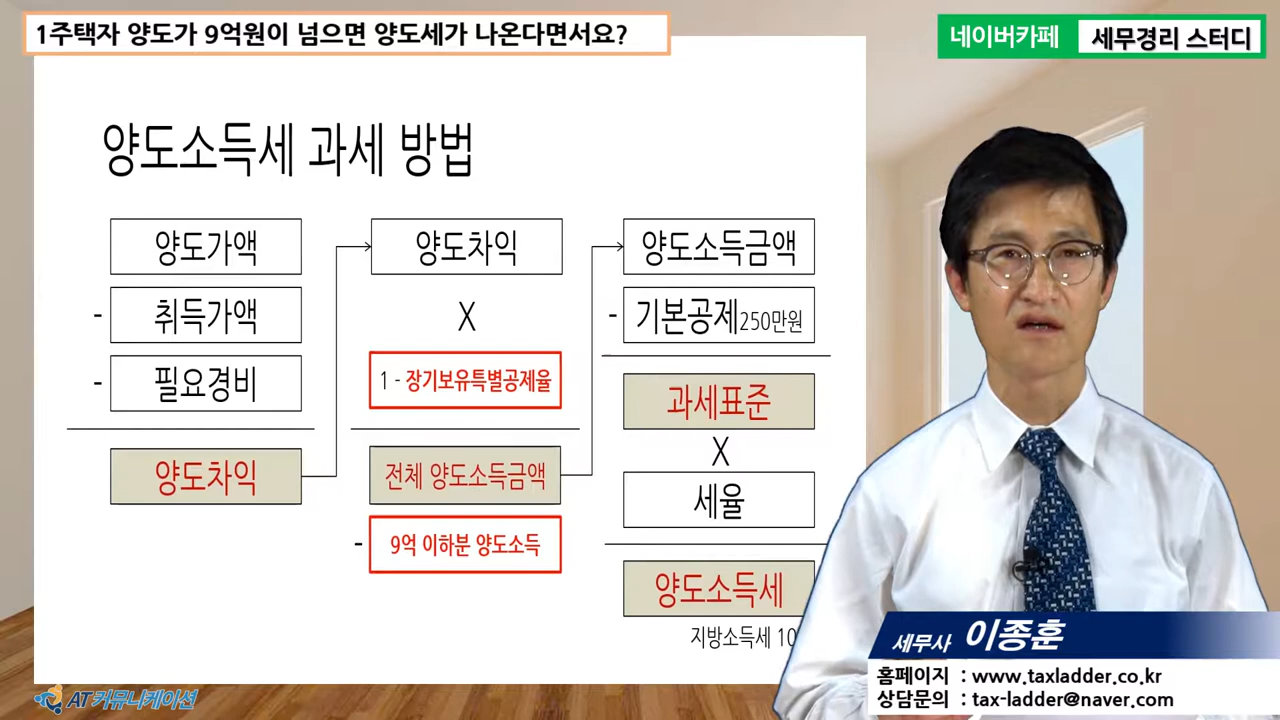 1주택자 양도가 9억원이 넘으면 양도세가 나온다면서요?
네이버카페 세무경리 스터디
양도소득세 과세 방법
양도가액
- 취득가액
- 필요경비
양도차익
양도차익
X
1 - 장기보유특별공제율
전체 양도소득금액
- 9억 이하분 양도소득
양도소득금액
- 기본공제250만원
과세표준
X
세율
양도소득세
지방소득세 10
세무사 이종훈
홈페이지 : www.taxladder.co.kr
상담문의 : tax-ladder@naver.com
AT커뮤니케이션